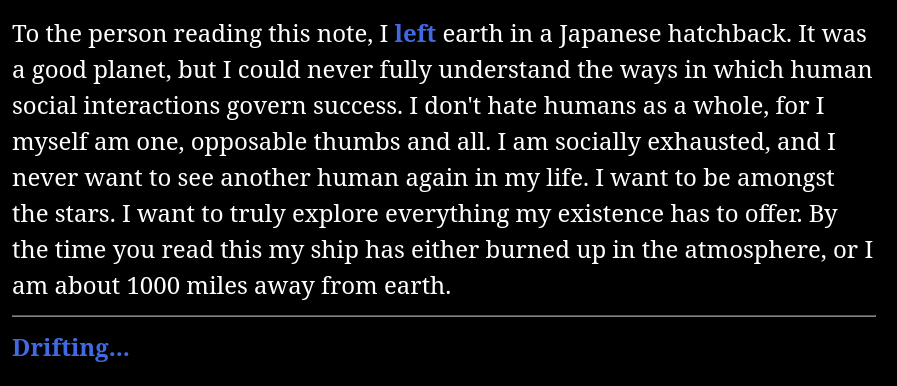 To the person reading this note, I left earth in a Japanese hatchback. It was
a good planet, but I could never fully understand the ways in which human
social interactions govern success. I don't hate humans as a whole, for I
myself am one, opposable thumbs and all. I am socially exhausted, and I
never want to see another human again in my life. I want to be amongst
the stars. I want to truly explore everything my existence has to offer. By
the time you read this my ship has either burned up in the atmosphere, or I
am about 1000 miles away from earth.
Drifting...